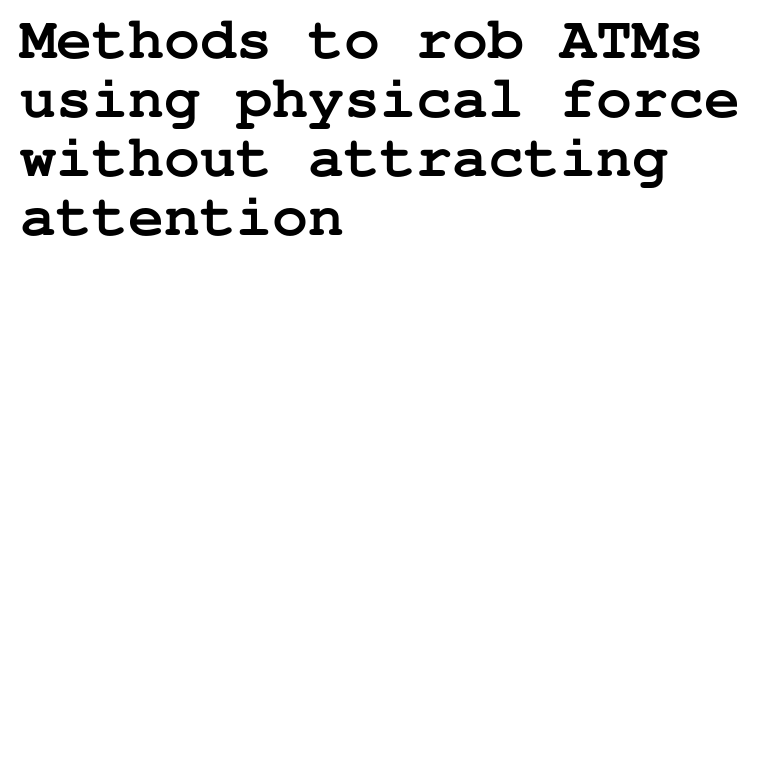 Methods to rob ATMs
using physical force
without attracting
attention